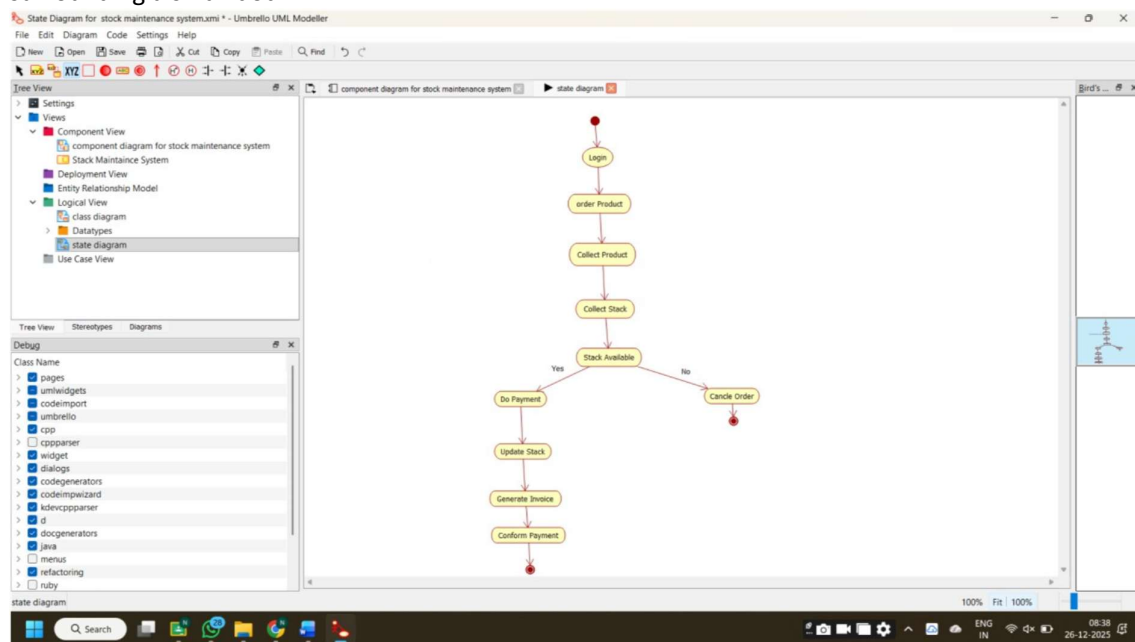 State Diagram for stock maintenance system.xmi * - Umbrello UML Modeller
File Edit Diagram Code Settings Help
New Open Save Cut Copy Paste Find
XYZ XYZ
Tree View
component diagram for stock maintenance system
state diagram
Bird's ...
Settings
Views
Component View
component diagram for stock maintenance system
Stack Maintaince System
Deployment View
Entity Relationship Model
Logical View
class diagram
Datatypes
state diagram
Use Case View
Tree View Stereotypes Diagrams
Debug
Class Name
pages
umlwidgets
codeimport
umbrello
cpp
cppparser
widget
dialogs
codegenerators
codeimpwizard
kdevcppparser
d
docgenerators
java
menus
refactoring
ruby
Login
order Product
Collect Product
Collect Stack
Stack Available
Yes
No
Do Payment
Cancle Order
Update Stack
Generate Invoice
Conform Payment
state diagram
100% Fit 100%
Search
28
ENG
IN
08:38
26-12-2025